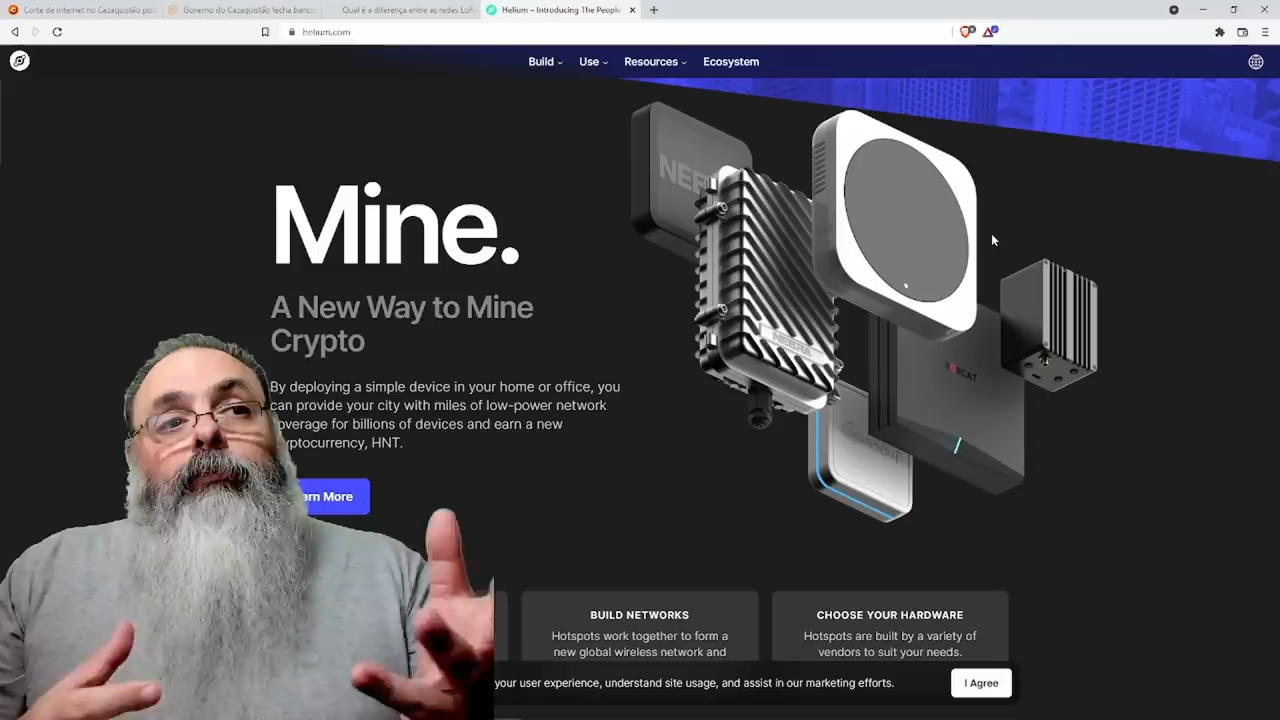 Corte de internet no Cazaquistão po
Governo do Cazaquistão fecha banco
Qual é a diferença entre as redes LoR
Helium – Introducing The People
helium.com
Build
Use
Resources
Ecosystem
Mine.
A New Way to Mine
Crypto
By deploying a simple device in your home or office, you
can provide your city with miles of low-power network
overage for billions of devices and earn a new
yptocurrency, HNT.
arn More
NEB
NEBRA
BOBCAT
BUILD NETWORKS
Hotspots work together to form a
new global wireless network and
CHOOSE YOUR HARDWARE
Hotspots are built by a variety of
vendors to suit your needs.
your user experience, understand site usage, and assist in our marketing efforts.
I Agree